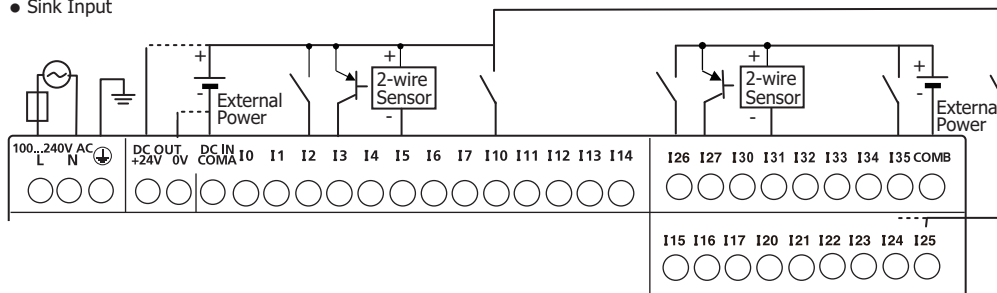 ● Sink Input
+
-
External
Power
+
2-wire
Sensor
-
+
2-wire
Sensor
-
+
-
Externa
Power
100...240V AC
L N
DC OUT
+24V 0V
DC IN
COMA I0 I1 I2 I3 I4 I5 I6 I7 I10 I11 I12 I13 I14
I26 I27 I30 I31 I32 I33 I34 I35 COMB
I15 I16 I17 I20 I21 I22 I23 I24 I25